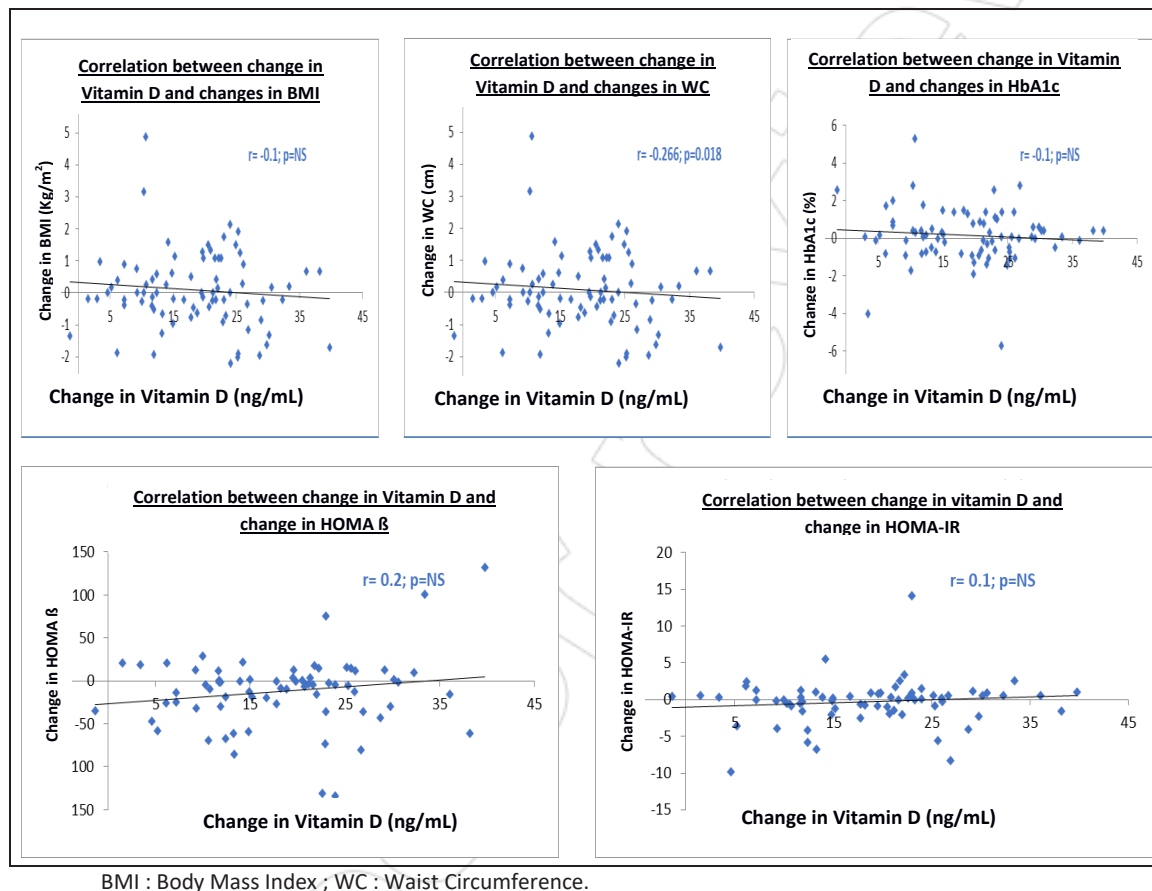 Correlation between change in
Vitamin D and changes in BMI
r= -0.1; p=NS
Change in BMI (Kg/m²)
5
4
3
2
1
0
-1
-2
5
15
25
35
45
Change in Vitamin D (ng/mL)
Correlation between change in
Vitamin D and changes in WC
r= -0.266; p=0.018
Change in WC (cm)
5
4
3
2
1
0
-1
-2
5
15
25
35
45
Change in Vitamin D (ng/mL)
Correlation between change in Vitamin
D and changes in HbA1c
r= -0.1; p=NS
Change in HbA1c (%)
6
4
2
0
-2
-4
-6
5
15
25
35
45
Change in Vitamin D (ng/mL)
Correlation between change in Vitamin D and
change in HOMA ß
r= 0.2; p=NS
Change in HOMA ß
150
100
50
0
-50
100
150
5
15
25
35
45
Change in Vitamin D (ng/mL)
Correlation between change in vitamin D and
change in HOMA-IR
r= 0.1; p=NS
Change in HOMA-IR
20
15
10
5
0
-5
-10
-15
5
15
25
35
45
Change in Vitamin D (ng/mL)
BMI : Body Mass Index ; WC : Waist Circumference.